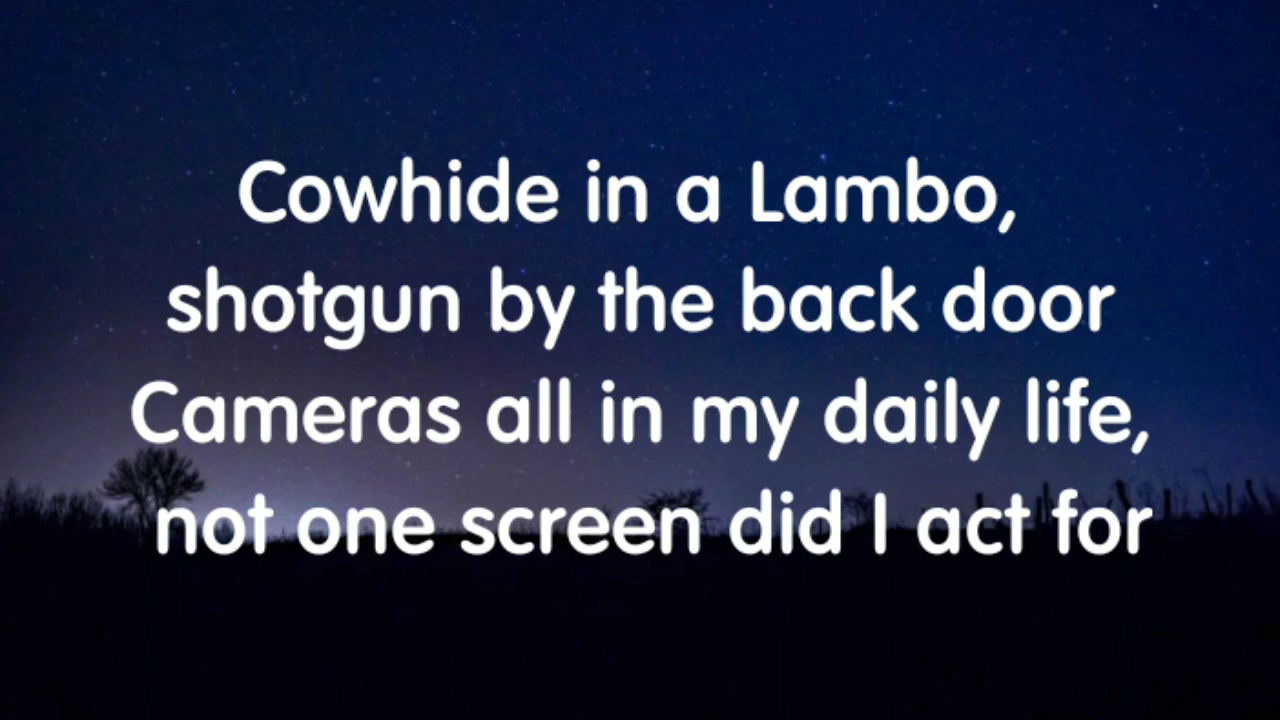 Cowhide in a Lambo,
shotgun by the back door
Cameras all in my daily life,
not one screen did I act for